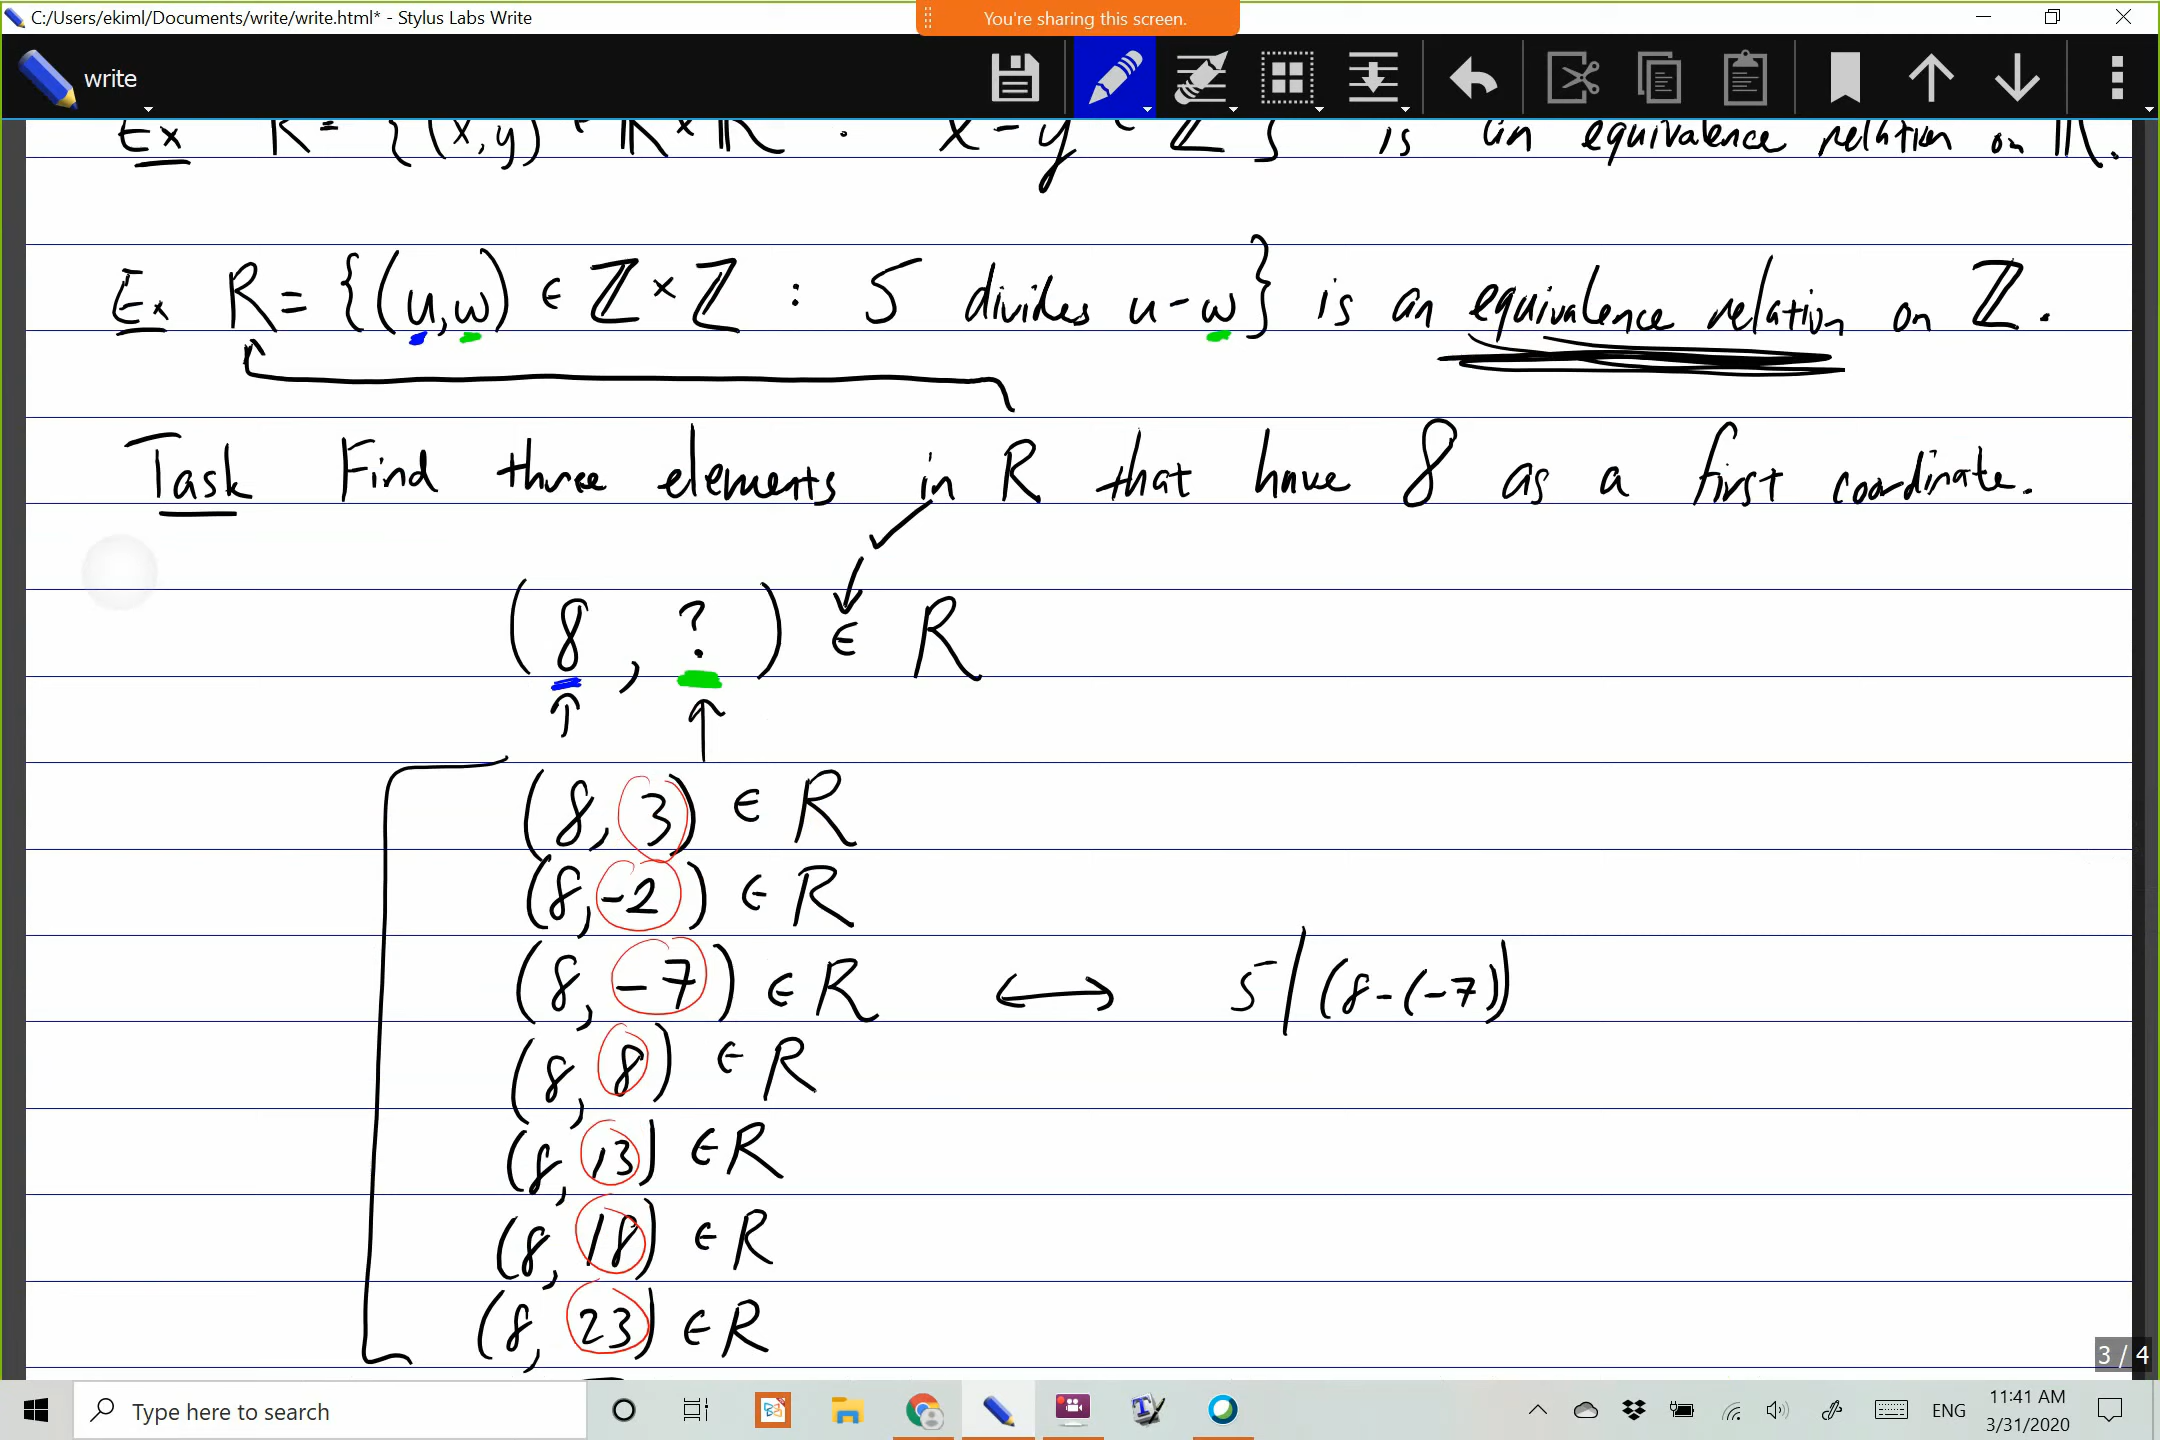 C:/Users/ekiml/Documents/write/write.html* - Stylus Labs Write
You're sharing this screen.
write
Ex R = {(x,y) ∈ ℝ × ℝ : x - y ∈ ℤ } is an equivalence relation on ℝ.
Ex R = {(u,w) ∈ ℤ × ℤ : 5 divides u - w} is an equivalence relation on ℤ.
Task Find three elements in R that have 8 as a first coordinate.
(8, ?) ∈ R
(8, 3) ∈ R
(8, -2) ∈ R
(8, -7) ∈ R ⟷ 5 | (8 - (-7))
(8, 8) ∈ R
(8, 13) ∈ R
(8, 18) ∈ R
(8, 23) ∈ R
3 / 4
Type here to search
ENG
11:41 AM
3/31/2020